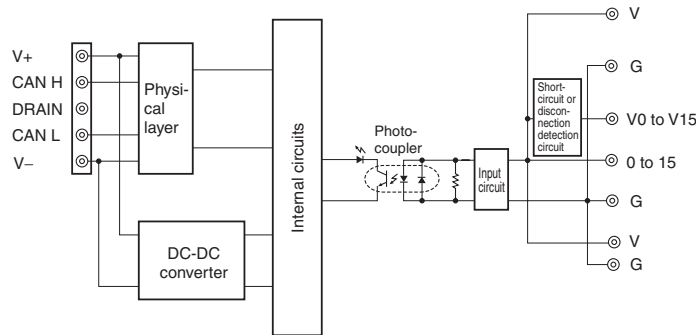 V+
CAN H
DRAIN
CAN L
V−
Physi-
cal
layer
DC-DC
converter
Internal circuits
Photo-
coupler
Input
circuit
Short-
circuit or
discon-
nection
detection
circuit
V
G
V0 to V15
0 to 15
G
V
G